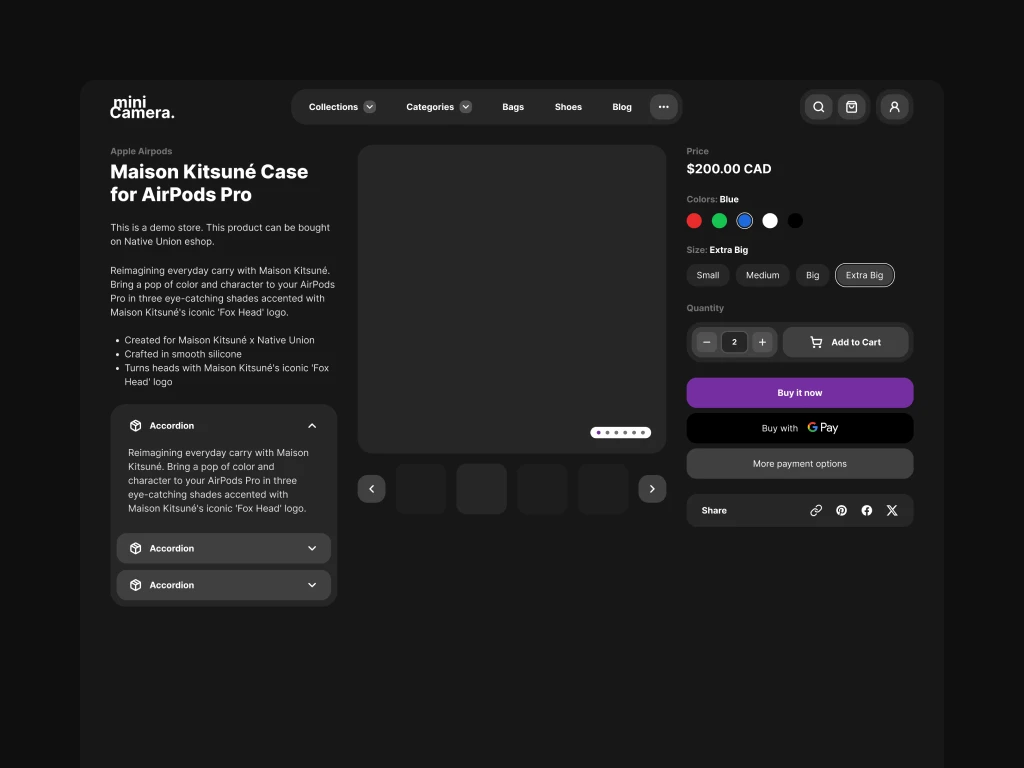 mini
Camera.
Collections
Categories
Bags
Shoes
Blog
Apple Airpods
Maison Kitsuné Case
for AirPods Pro
This is a demo store. This product can be bought
on Native Union eshop.
Reimagining everyday carry with Maison Kitsuné.
Bring a pop of color and character to your AirPods
Pro in three eye-catching shades accented with
Maison Kitsuné's iconic 'Fox Head' logo.
• Created for Maison Kitsuné x Native Union
• Crafted in smooth silicone
• Turns heads with Maison Kitsuné's iconic 'Fox
Head' logo
Accordion
Reimagining everyday carry with Maison
Kitsuné. Bring a pop of color and
character to your AirPods Pro in three
eye-catching shades accented with
Maison Kitsuné's iconic 'Fox Head' logo.
Accordion
Accordion
Price
$200.00 CAD
Colors: Blue
Size: Extra Big
Small
Medium
Big
Extra Big
Quantity
2
Add to Cart
Buy it now
Buy with G Pay
More payment options
Share